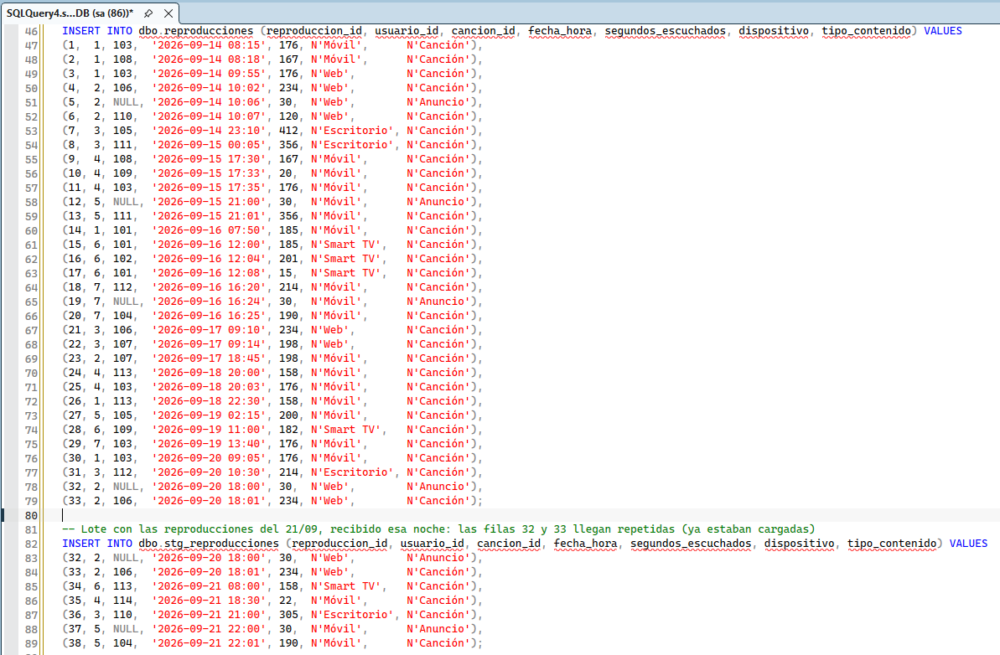 SQLQuery4.s...DB (sa (86))*
46 INSERT INTO dbo.reproducciones (reproduccion_id, usuario_id, cancion_id, fecha_hora, segundos_escuchados, dispositivo, tipo_contenido) VALUES
47 (1, 1, 103, '2026-09-14 08:15', 176, N'Móvil', N'Canción'),
48 (2, 1, 108, '2026-09-14 08:18', 167, N'Móvil', N'Canción'),
49 (3, 1, 103, '2026-09-14 09:55', 176, N'Web', N'Canción'),
50 (4, 2, 106, '2026-09-14 10:02', 234, N'Web', N'Canción'),
51 (5, 2, NULL, '2026-09-14 10:06', 30, N'Web', N'Anuncio'),
52 (6, 2, 110, '2026-09-14 10:07', 120, N'Web', N'Canción'),
53 (7, 3, 105, '2026-09-14 23:10', 412, N'Escritorio', N'Canción'),
54 (8, 3, 111, '2026-09-15 00:05', 356, N'Escritorio', N'Canción'),
55 (9, 4, 108, '2026-09-15 17:30', 167, N'Móvil', N'Canción'),
56 (10, 4, 109, '2026-09-15 17:33', 20, N'Móvil', N'Canción'),
57 (11, 4, 103, '2026-09-15 17:35', 176, N'Móvil', N'Canción'),
58 (12, 5, NULL, '2026-09-15 21:00', 30, N'Móvil', N'Anuncio'),
59 (13, 5, 111, '2026-09-15 21:01', 356, N'Móvil', N'Canción'),
60 (14, 1, 101, '2026-09-16 07:50', 185, N'Móvil', N'Canción'),
61 (15, 6, 101, '2026-09-16 12:00', 185, N'Smart TV', N'Canción'),
62 (16, 6, 102, '2026-09-16 12:04', 201, N'Smart TV', N'Canción'),
63 (17, 6, 101, '2026-09-16 12:08', 15, N'Smart TV', N'Canción'),
64 (18, 7, 112, '2026-09-16 16:20', 214, N'Móvil', N'Canción'),
65 (19, 7, NULL, '2026-09-16 16:24', 30, N'Móvil', N'Anuncio'),
66 (20, 7, 104, '2026-09-16 16:25', 190, N'Móvil', N'Canción'),
67 (21, 3, 106, '2026-09-17 09:10', 234, N'Web', N'Canción'),
68 (22, 3, 107, '2026-09-17 09:14', 198, N'Web', N'Canción'),
69 (23, 2, 107, '2026-09-17 18:45', 198, N'Móvil', N'Canción'),
70 (24, 4, 113, '2026-09-18 20:00', 158, N'Móvil', N'Canción'),
71 (25, 4, 103, '2026-09-18 20:03', 176, N'Móvil', N'Canción'),
72 (26, 1, 113, '2026-09-18 22:30', 158, N'Móvil', N'Canción'),
73 (27, 5, 105, '2026-09-19 02:15', 200, N'Móvil', N'Canción'),
74 (28, 6, 109, '2026-09-19 11:00', 182, N'Smart TV', N'Canción'),
75 (29, 7, 103, '2026-09-19 13:40', 176, N'Móvil', N'Canción'),
76 (30, 1, 103, '2026-09-20 09:05', 176, N'Móvil', N'Canción'),
77 (31, 3, 112, '2026-09-20 10:30', 214, N'Escritorio', N'Canción'),
78 (32, 2, NULL, '2026-09-20 18:00', 30, N'Web', N'Anuncio'),
79 (33, 2, 106, '2026-09-20 18:01', 234, N'Web', N'Canción');
80
81 -- Lote con las reproducciones del 21/09, recibido esa noche: las filas 32 y 33 llegan repetidas (ya estaban cargadas)
82 INSERT INTO dbo.stg_reproducciones (reproduccion_id, usuario_id, cancion_id, fecha_hora, segundos_escuchados, dispositivo, tipo_contenido) VALUES
83 (32, 2, NULL, '2026-09-20 18:00', 30, N'Web', N'Anuncio'),
84 (33, 2, 106, '2026-09-20 18:01', 234, N'Web', N'Canción'),
85 (34, 6, 113, '2026-09-21 08:00', 158, N'Smart TV', N'Canción'),
86 (35, 4, 114, '2026-09-21 18:30', 22, N'Móvil', N'Canción'),
87 (36, 3, 110, '2026-09-21 21:00', 305, N'Escritorio', N'Canción'),
88 (37, 5, NULL, '2026-09-21 22:00', 30, N'Móvil', N'Anuncio'),
89 (38, 5, 104, '2026-09-21 22:01', 190, N'Móvil', N'Canción');